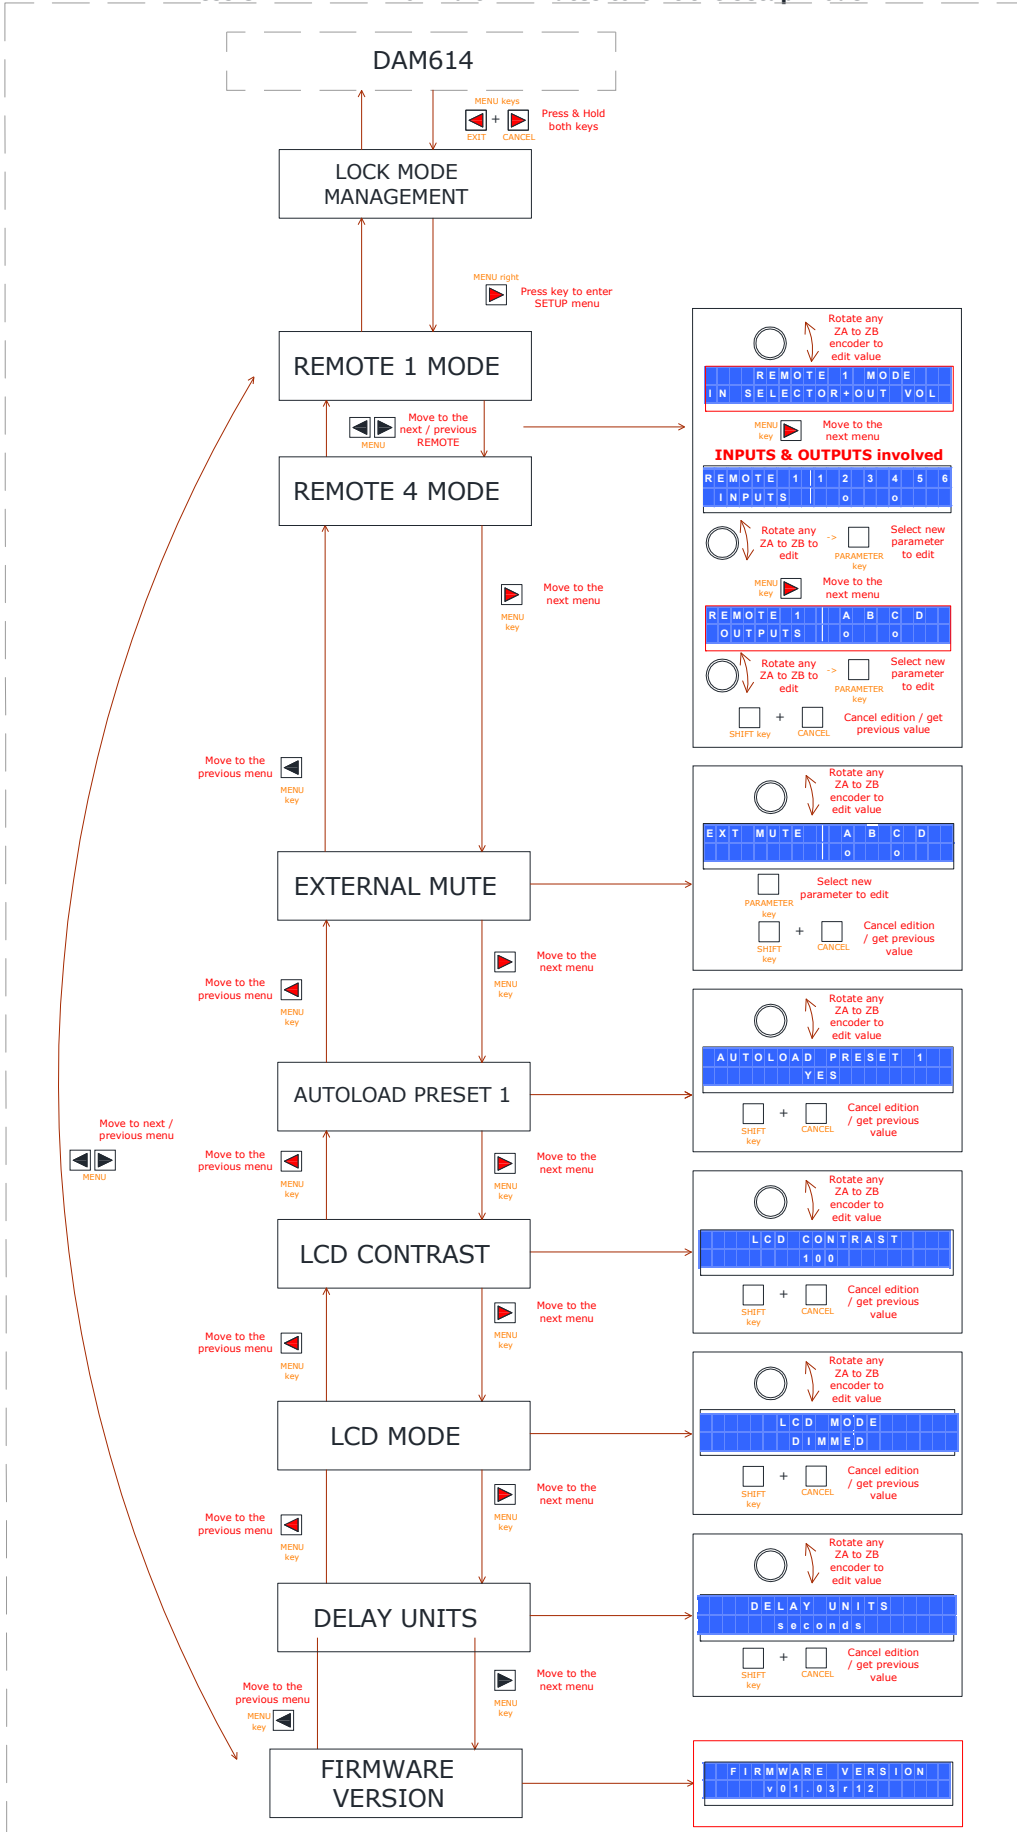 DAM614
MENU keys
+
EXIT
CANCEL
Press & Hold
both keys
LOCK MODE
MANAGEMENT
MENU right
Press key to enter
SETUP menu
REMOTE 1 MODE
Move to the
next / previous
REMOTE
MENU
REMOTE 4 MODE
Rotate any
ZA to ZB
encoder to
edit value
REMOTE 1 MODE
IN SELECTOR+OUT VOL
MENU
key
Move to the
next menu
INPUTS & OUTPUTS involved
REMOTE 1 1 2 3 4 5 6
INPUTS o o
Rotate any
ZA to ZB to
edit
->
PARAMETER
key
Select new
parameter
to edit
MENU
key
Move to the
next menu
REMOTE 1 A B C D
OUTPUTS o o
Rotate any
ZA to ZB to
edit
->
PARAMETER
key
Select new
parameter
to edit
SHIFT key
+
CANCEL
Cancel edition / get
previous value
MENU
key
Move to the
next menu
Move to the
previous menu
MENU
key
EXTERNAL MUTE
Rotate any
ZA to ZB
encoder to
edit value
EXT MUTE A B C D
o o
PARAMETER
key
Select new
parameter to edit
SHIFT
key
+
CANCEL
Cancel edition
/ get previous
value
MENU
key
Move to the
next menu
Move to the
previous menu
MENU
key
AUTOLOAD PRESET 1
Rotate any
ZA to ZB
encoder to
edit value
AUTOLOAD PRESET 1
YES
SHIFT
key
+
CANCEL
Cancel edition
/ get previous
value
Move to next /
previous menu
MENU
Move to the
previous menu
MENU
key
MENU
key
Move to the
next menu
LCD CONTRAST
Rotate any
ZA to ZB
encoder to
edit value
LCD CONTRAST
100
SHIFT
key
+
CANCEL
Cancel edition
/ get previous
value
Move to the
previous menu
MENU
key
MENU
key
Move to the
next menu
LCD MODE
Rotate any
ZA to ZB
encoder to
edit value
LCD MODE
DIMMED
SHIFT
key
+
CANCEL
Cancel edition
/ get previous
value
Move to the
previous menu
MENU
key
MENU
key
Move to the
next menu
DELAY UNITS
Rotate any
ZA to ZB
encoder to
edit value
DELAY UNITS
seconds
SHIFT
key
+
CANCEL
Cancel edition
/ get previous
value
Move to the
previous menu
MENU
key
MENU
key
Move to the
next menu
FIRMWARE
VERSION
FIRMWARE VERSION
v01.03r12